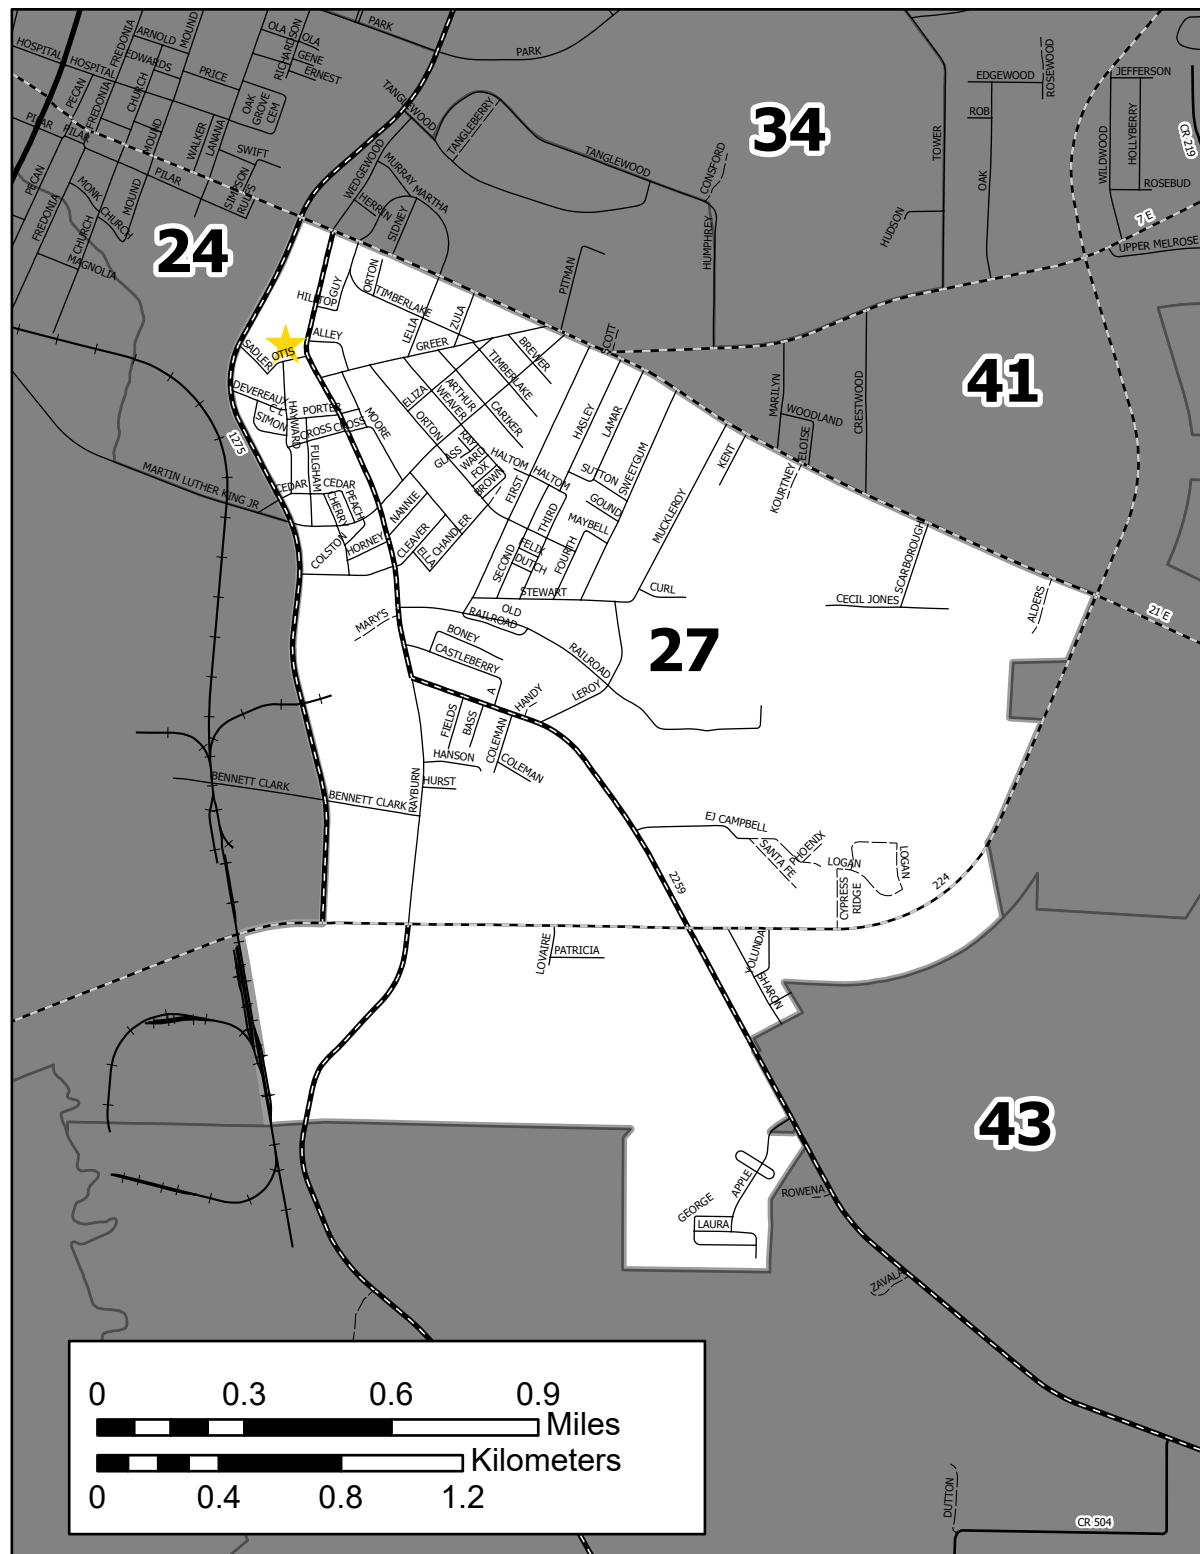 PARK
PARK
OLA
OLA
RICHARDSON
GENE
ERNEST
MOUND
FREDONIA
ARNOLD
EDWARDS
HOSPITAL
HOSPITAL
PRICE
CHURCH
PECAN
FREDONIA
OAK
GROVE
CEM
PILAR
PILAR
MOUND
WALKER
LANANA
SWIFT
PILAR
SIMPSON
RUIS
PECAN
MONK
CHURCH
MOUND
FREDONIA
CHURCH
MAGNOLIA
24
TANGLEWOOD
TANGLEBERRY
WEDGEWOOD
MURRAY
MARTHA
HERRIN
SIDNEY
TANGLEWOOD
CONSFORD
34
TOWER
HUMPHREY
HUDSON
PITMAN
SCOTT
EDGEWOOD
ROSEWOOD
ROB
OAK
JEFFERSON
WILDWOOD
HOLLYBERRY
ROSEBUD
CR 219
7 E
UPPER MELROSE
41
MARILYN
WOODLAND
ELOISE
CRESTWOOD
KOURTNEY
GUY
HILLTOP
ORTON
TIMBERLAKE
LELIA
ZULA
ALLEY
GREER
SADLER
OTIS
BREWER
TIMBERLAKE
DEVEREAUX
C L
SIMON
HAYWARD
PORTER
CROSS
CROSS
MOORE
ELIZA
ARTHUR
WEAVER
CARIKER
ORTON
HASLEY
LAMAR
1275
FULGHAM
GLASS
RAYO
WARD
FOX
BROWN
HALTOM
HALTOM
FIRST
SUTTON
SWEETGUM
KENT
MARTIN LUTHER KING JR
CEDAR
CEDAR
CHERRY
PEACH
NANNIE
CLEAVER
ELLA
CHANDLER
GOUND
THIRD
MAYBELL
MUCKLEROY
COLSTON
HORNEY
SECOND
FELIX
DUTCH
FOURTH
STEWART
CURL
SCARBOROUGH
CECIL JONES
ALDERS
21 E
MARY'S
OLD
RAILROAD
BONEY
CASTLEBERRY
RAILROAD
27
A
HANDY
LEROY
FIELDS
BASS
COLEMAN
COLEMAN
HANSON
HURST
BENNETT CLARK
BENNETT CLARK
RAYBURN
EJ CAMPBELL
SANTA FE
PHOENIX
LOGAN
LOGAN
CYPRESS
RIDGE
224
2259
LOVAIRE
PATRICIA
YOLUNDA
SHARON
43
APPLE
ROWENA
GEORGE
LAURA
ZAVALA
DUTTON
CR 504
0 0.3 0.6 0.9
Miles
Kilometers
0 0.4 0.8 1.2